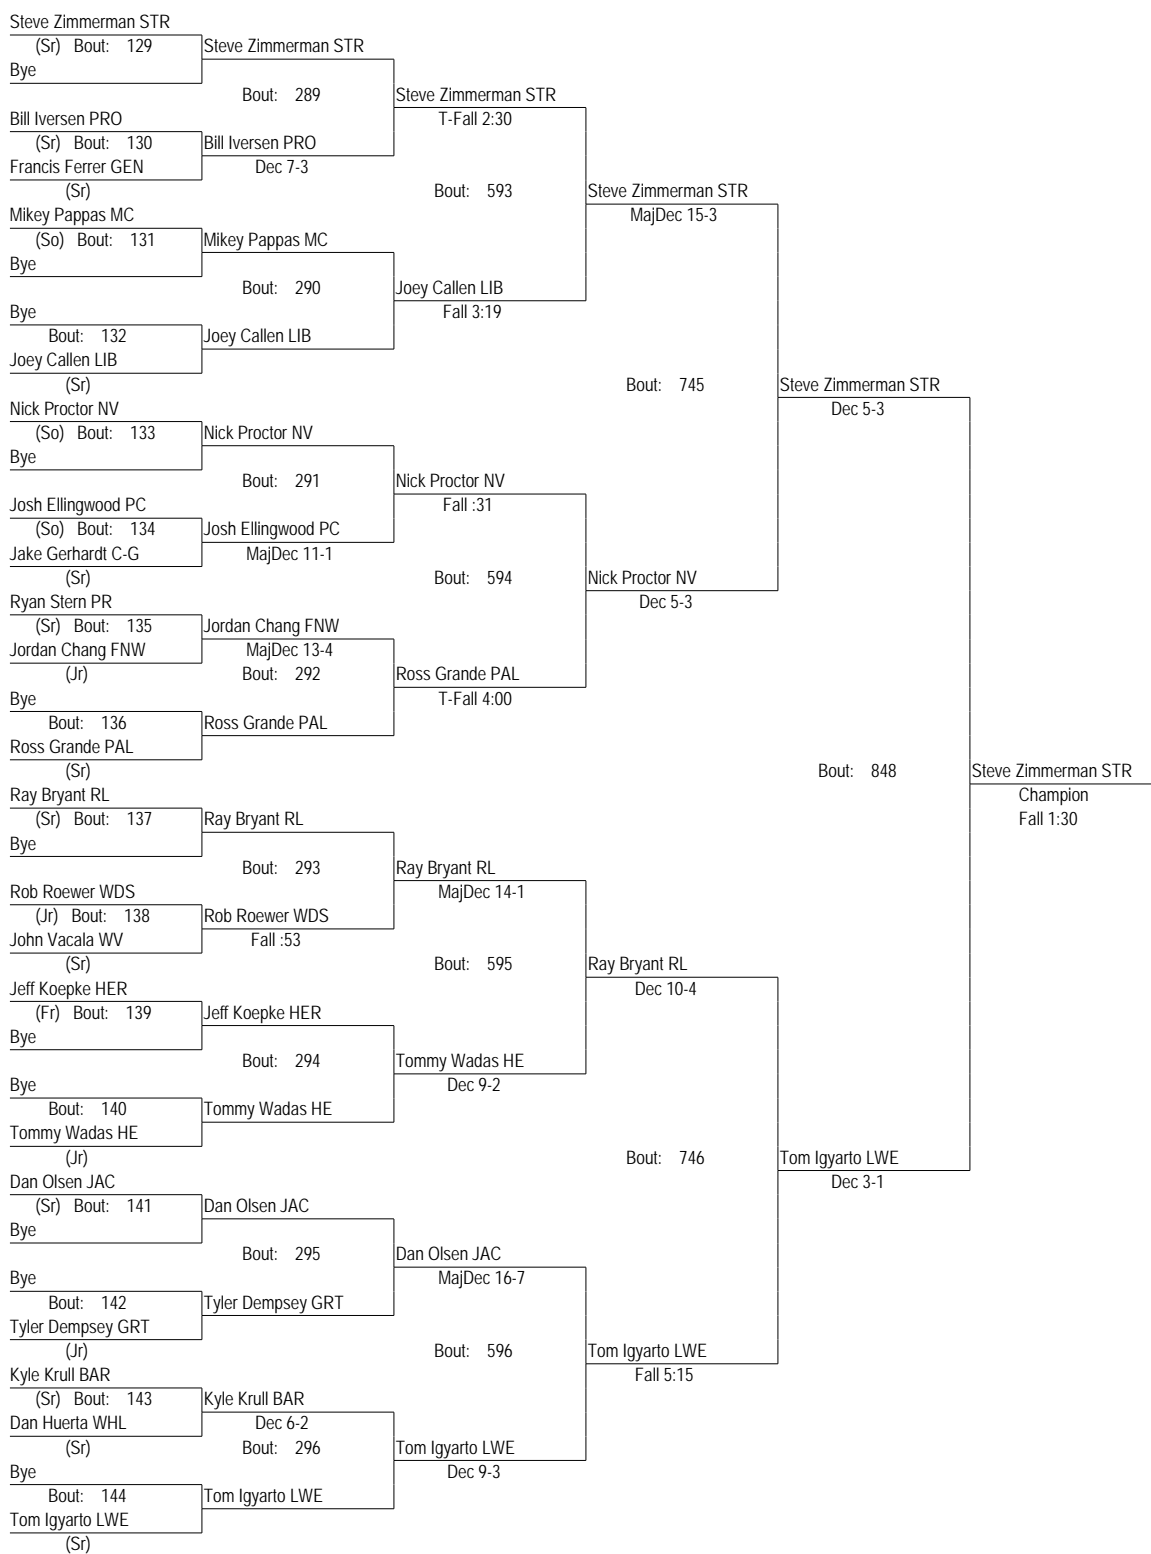 Steve Zimmerman STR
(Sr) Bout: 129 Steve Zimmerman STR
Bye
Bout: 289 Steve Zimmerman STR
Bill Iversen PRO T-Fall 2:30
(Sr) Bout: 130 Bill Iversen PRO
Francis Ferrer GEN Dec 7-3
(Sr) Bout: 593 Steve Zimmerman STR
Mikey Pappas MC MajDec 15-3
(So) Bout: 131 Mikey Pappas MC
Bye
Bout: 290 Joey Callen LIB
Bye Fall 3:19
Bout: 132 Joey Callen LIB
Joey Callen LIB
(Sr) Bout: 745 Steve Zimmerman STR
Nick Proctor NV Dec 5-3
(So) Bout: 133 Nick Proctor NV
Bye
Bout: 291 Nick Proctor NV
Josh Ellingwood PC Fall :31
(So) Bout: 134 Josh Ellingwood PC
Jake Gerhardt C-G MajDec 11-1
(Sr) Bout: 594 Nick Proctor NV
Ryan Stern PR Dec 5-3
(Sr) Bout: 135 Jordan Chang FNW
Jordan Chang FNW MajDec 13-4
(Jr) Bout: 292 Ross Grande PAL
Bye T-Fall 4:00
Bout: 136 Ross Grande PAL
Ross Grande PAL
(Sr) Bout: 848 Steve Zimmerman STR
Ray Bryant RL Champion
(Sr) Bout: 137 Ray Bryant RL Fall 1:30
Bye
Bout: 293 Ray Bryant RL
Rob Roewer WDS MajDec 14-1
(Jr) Bout: 138 Rob Roewer WDS
John Vacala WV Fall :53
(Sr) Bout: 595 Ray Bryant RL
Jeff Koepke HER Dec 10-4
(Fr) Bout: 139 Jeff Koepke HER
Bye
Bout: 294 Tommy Wadas HE
Bye Dec 9-2
Bout: 140 Tommy Wadas HE
Tommy Wadas HE
(Jr) Bout: 746 Tom Igyarto LWE
Dan Olsen JAC Dec 3-1
(Sr) Bout: 141 Dan Olsen JAC
Bye
Bout: 295 Dan Olsen JAC
Bye MajDec 16-7
Bout: 142 Tyler Dempsey GRT
Tyler Dempsey GRT
(Jr) Bout: 596 Tom Igyarto LWE
Kyle Krull BAR Fall 5:15
(Sr) Bout: 143 Kyle Krull BAR
Dan Huerta WHL Dec 6-2
(Sr) Bout: 296 Tom Igyarto LWE
Bye Dec 9-3
Bout: 144 Tom Igyarto LWE
Tom Igyarto LWE
(Sr)